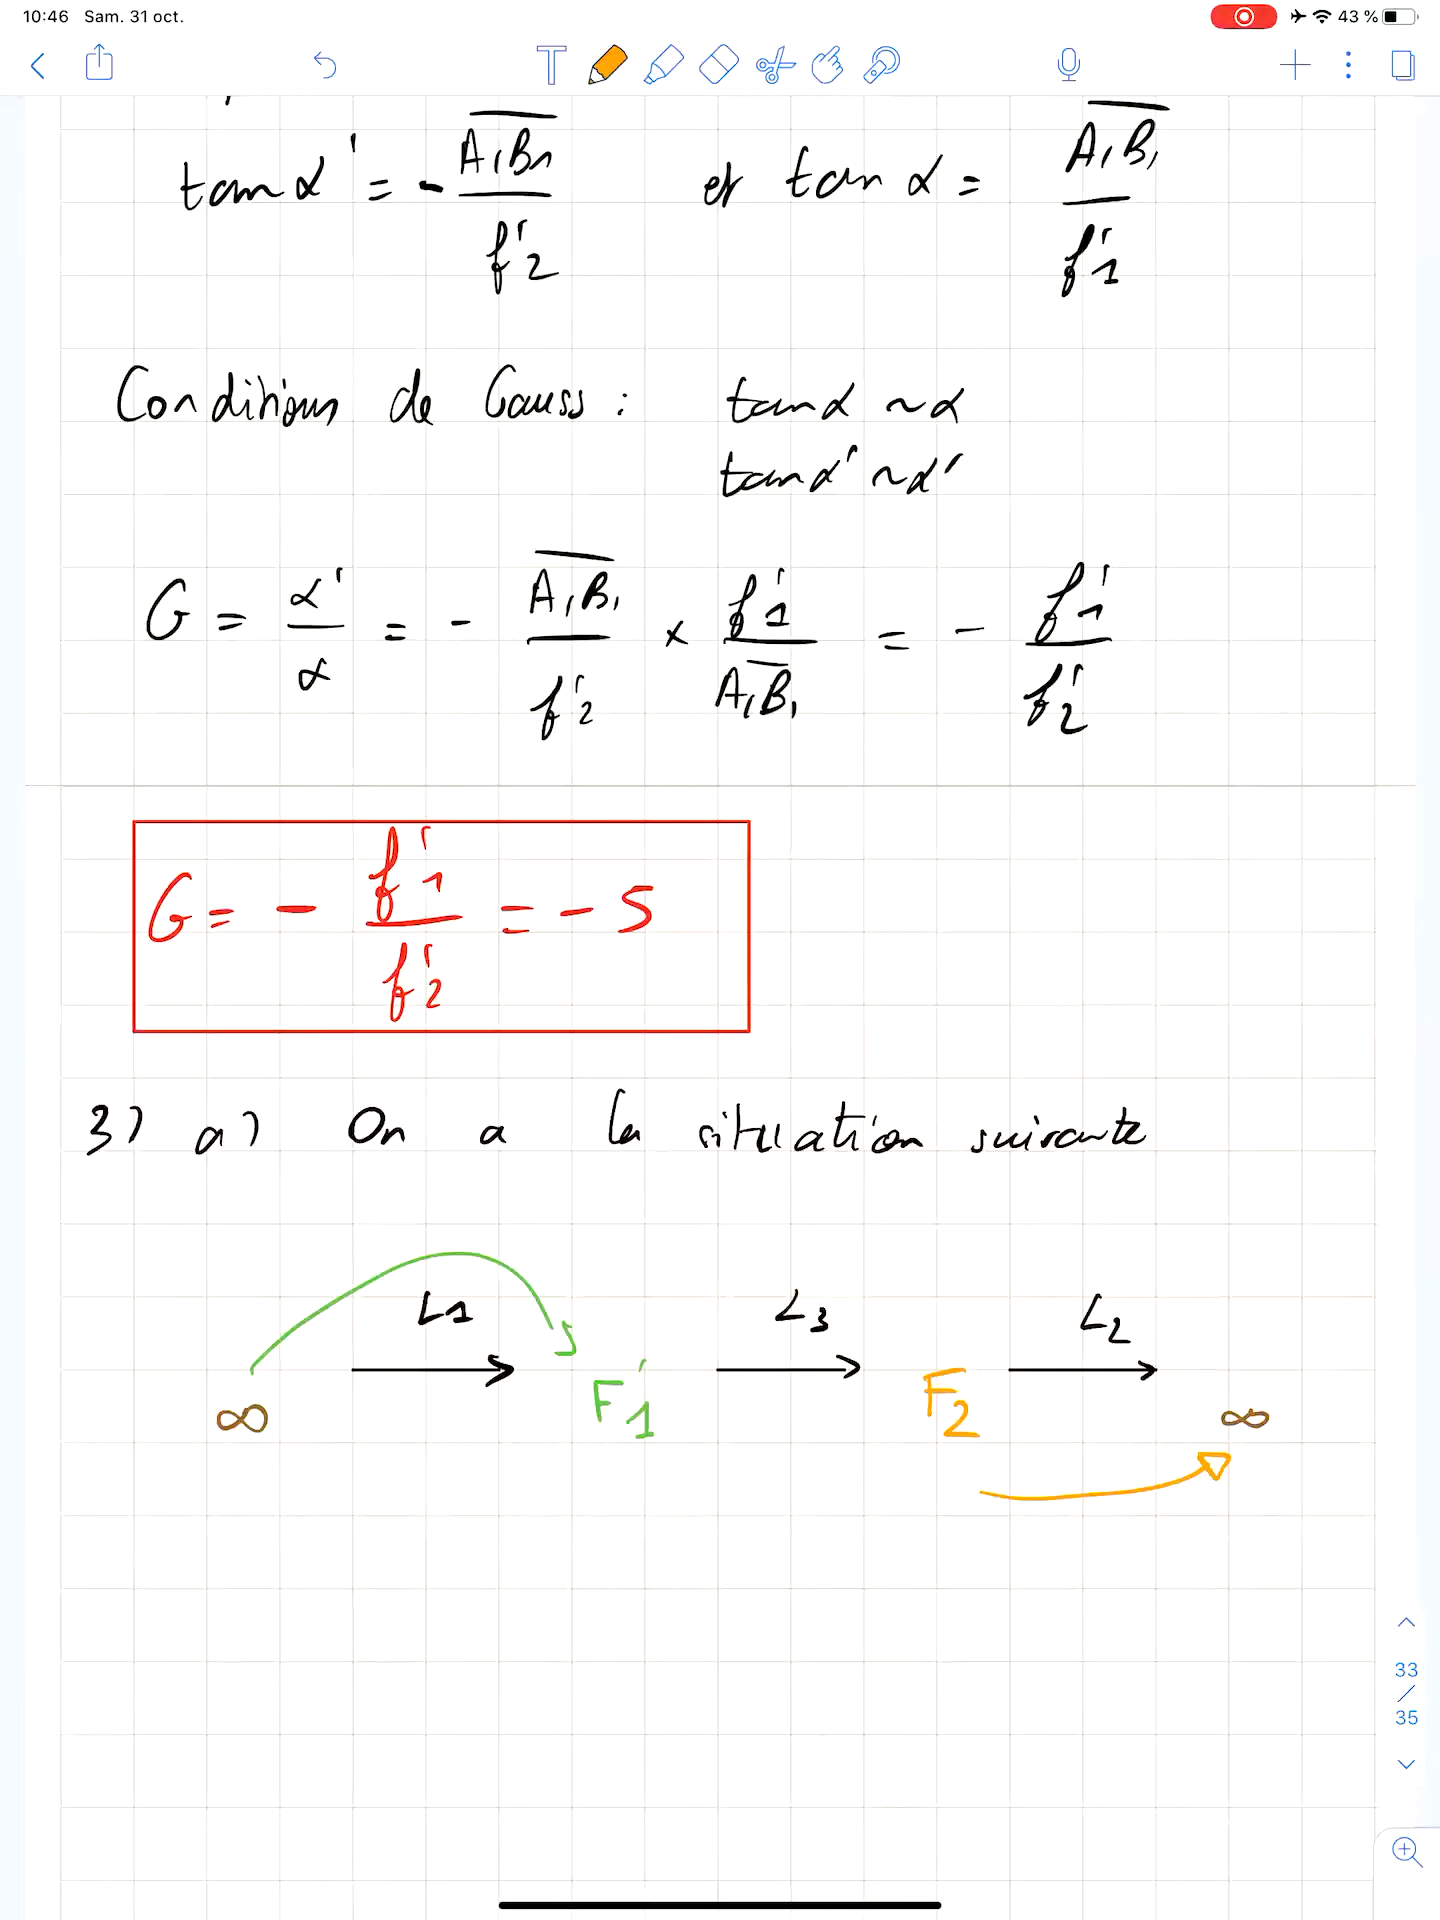 10:46 Sam. 31 oct. 43 %
tan α' = - A₁B₁ / f'2 et tan α = A₁B₁ / f'1
Conditions de Gauss : tan α ~ α
tan α' ~ α'
G = α' / α = - A₁B₁ / f'2 × f'1 / A₁B₁ = - f'1 / f'2
G = - f'1 / f'2 = - 5
3) a) On a la situation suivante
L1 L3 L2
∞ F'1 F2 ∞
33
/
35